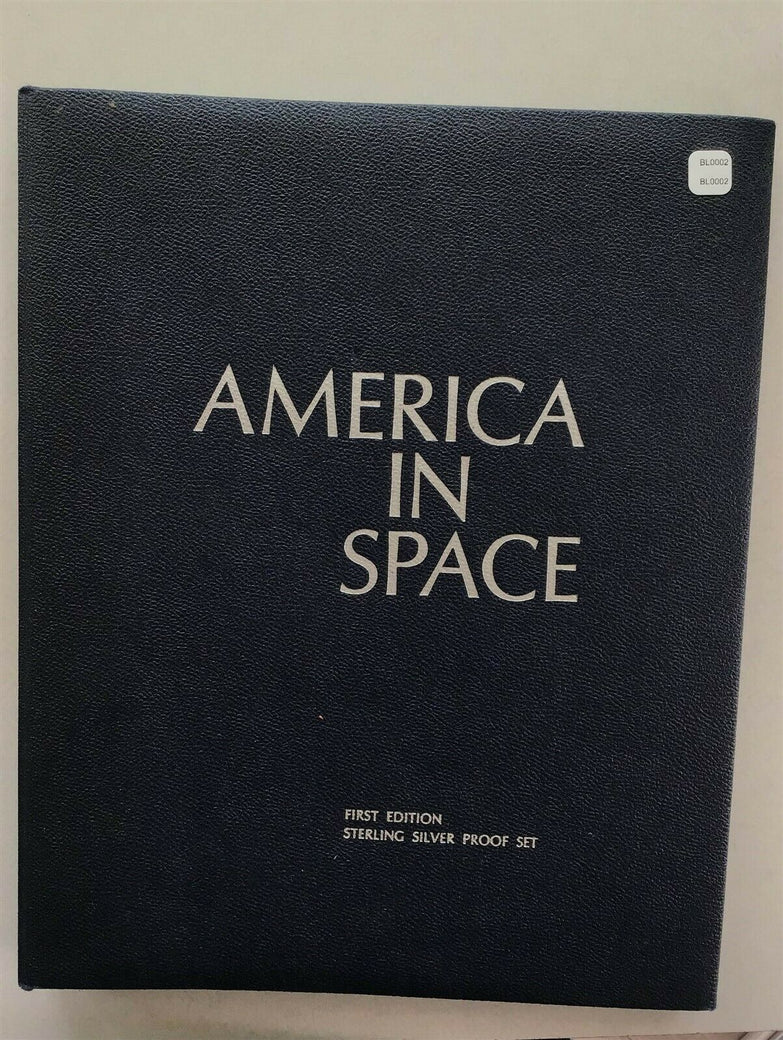 BL0002
BL0002
AMERICA
IN
SPACE
FIRST EDITION
STERLING SILVER PROOF SET